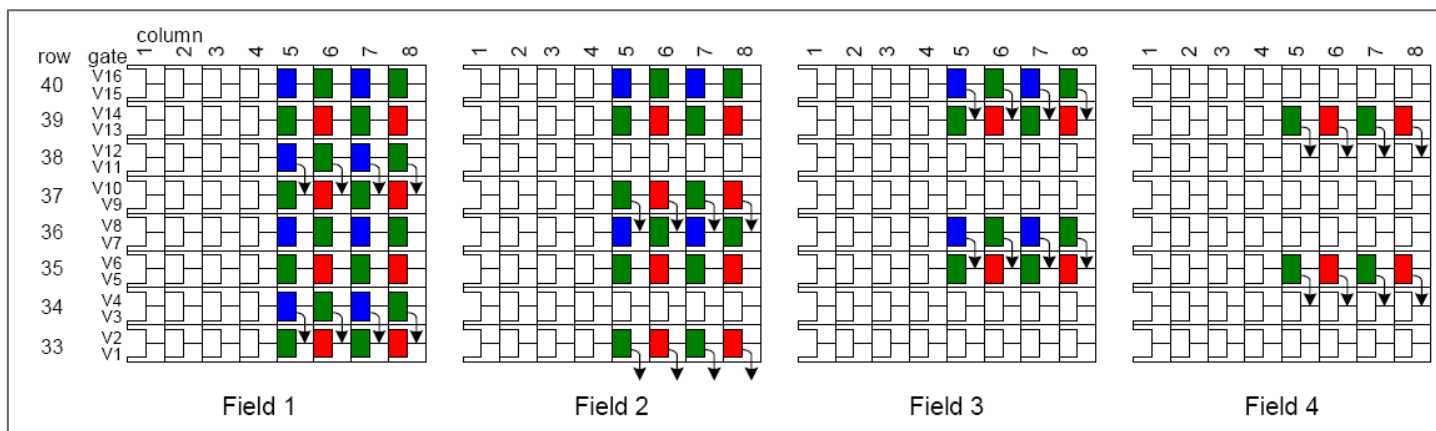 column
row gate 1 2 3 4 5 6 7 8 1 2 3 4 5 6 7 8 1 2 3 4 5 6 7 8 1 2 3 4 5 6 7 8
40 V16
V15
39 V14
V13
38 V12
V11
37 V10
V9
36 V8
V7
35 V6
V5
34 V4
V3
33 V2
V1
Field 1 Field 2 Field 3 Field 4